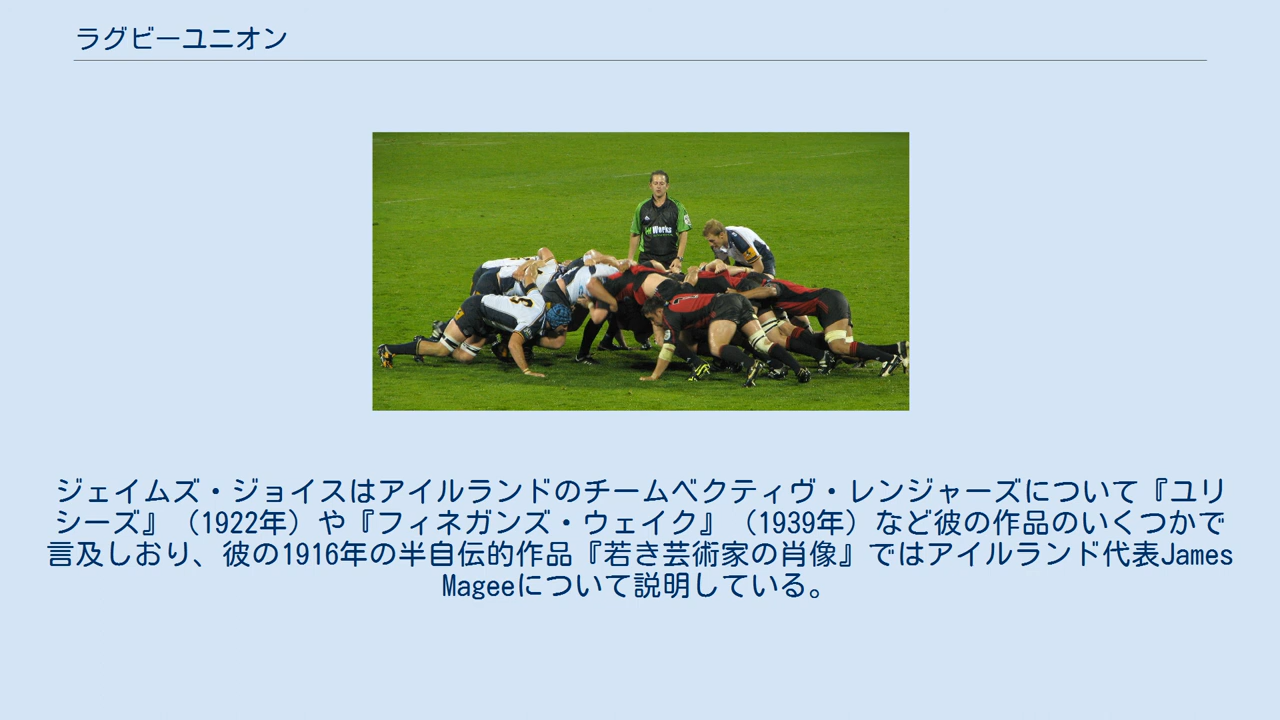 ラグビーユニオン
Works
5
1
ジェイムズ・ジョイスはアイルランドのチームベクティヴ・レンジャーズについて『ユリ
シーズ』（1922年）や『フィネガンズ・ウェイク』（1939年）など彼の作品のいくつかで
言及しおり、彼の1916年の半自伝的作品『若き芸術家の肖像』ではアイルランド代表James
Mageeについて説明している。